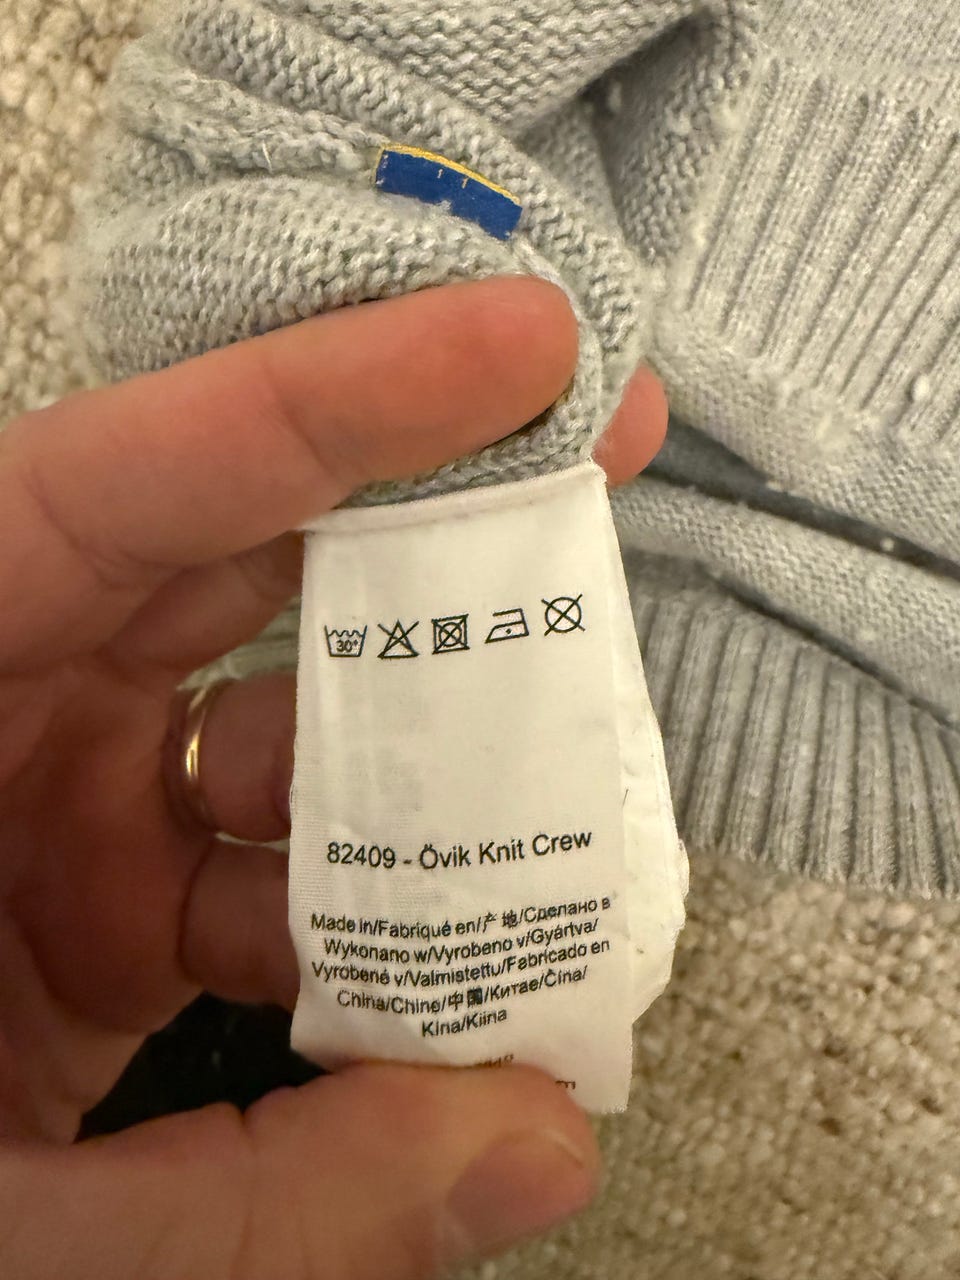 30°
82409 - Övik Knit Crew
Made in/Fabriqué en/产 地/Сделано в
Wykonano w/Vyrobeno v/Gyártva/
Vyrobené v/Valmistettu/Fabricado en
China/Chine/中国/Китае/Čína/
Kina/Kiina